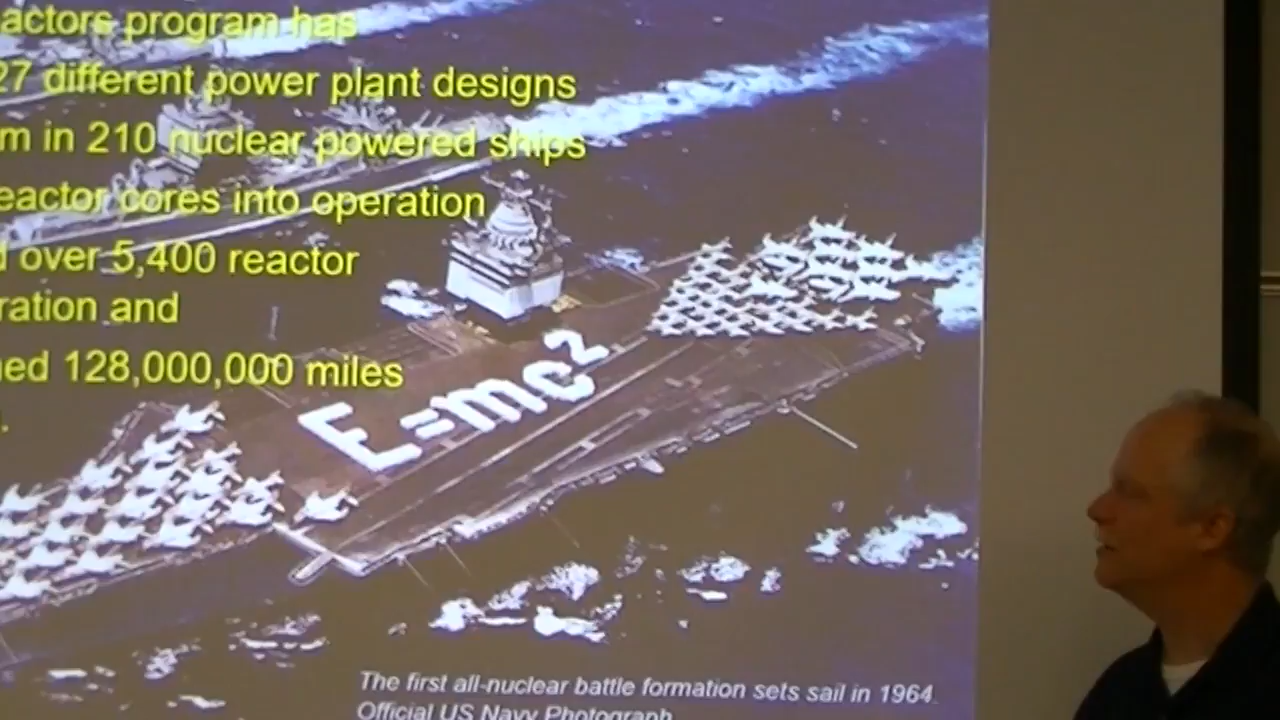 actors program has
27 different power plant designs
m in 210 nuclear powered ships
eactor cores into operation
d over 5,400 reactor
ration and
ned 128,000,000 miles
.
E=mc²
The first all-nuclear battle formation sets sail in 1964.
Official US Navy Photograph